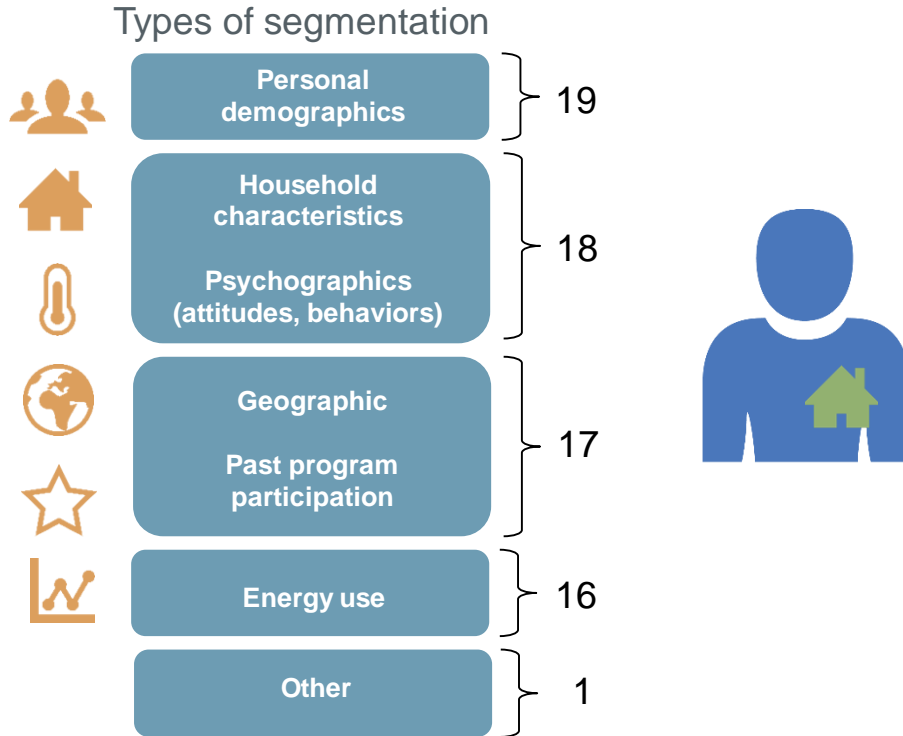 Types of segmentation
Personal
demographics
19
Household
characteristics
Psychographics
(attitudes, behaviors)
18
Geographic
Past program
participation
17
Energy use
16
Other
1